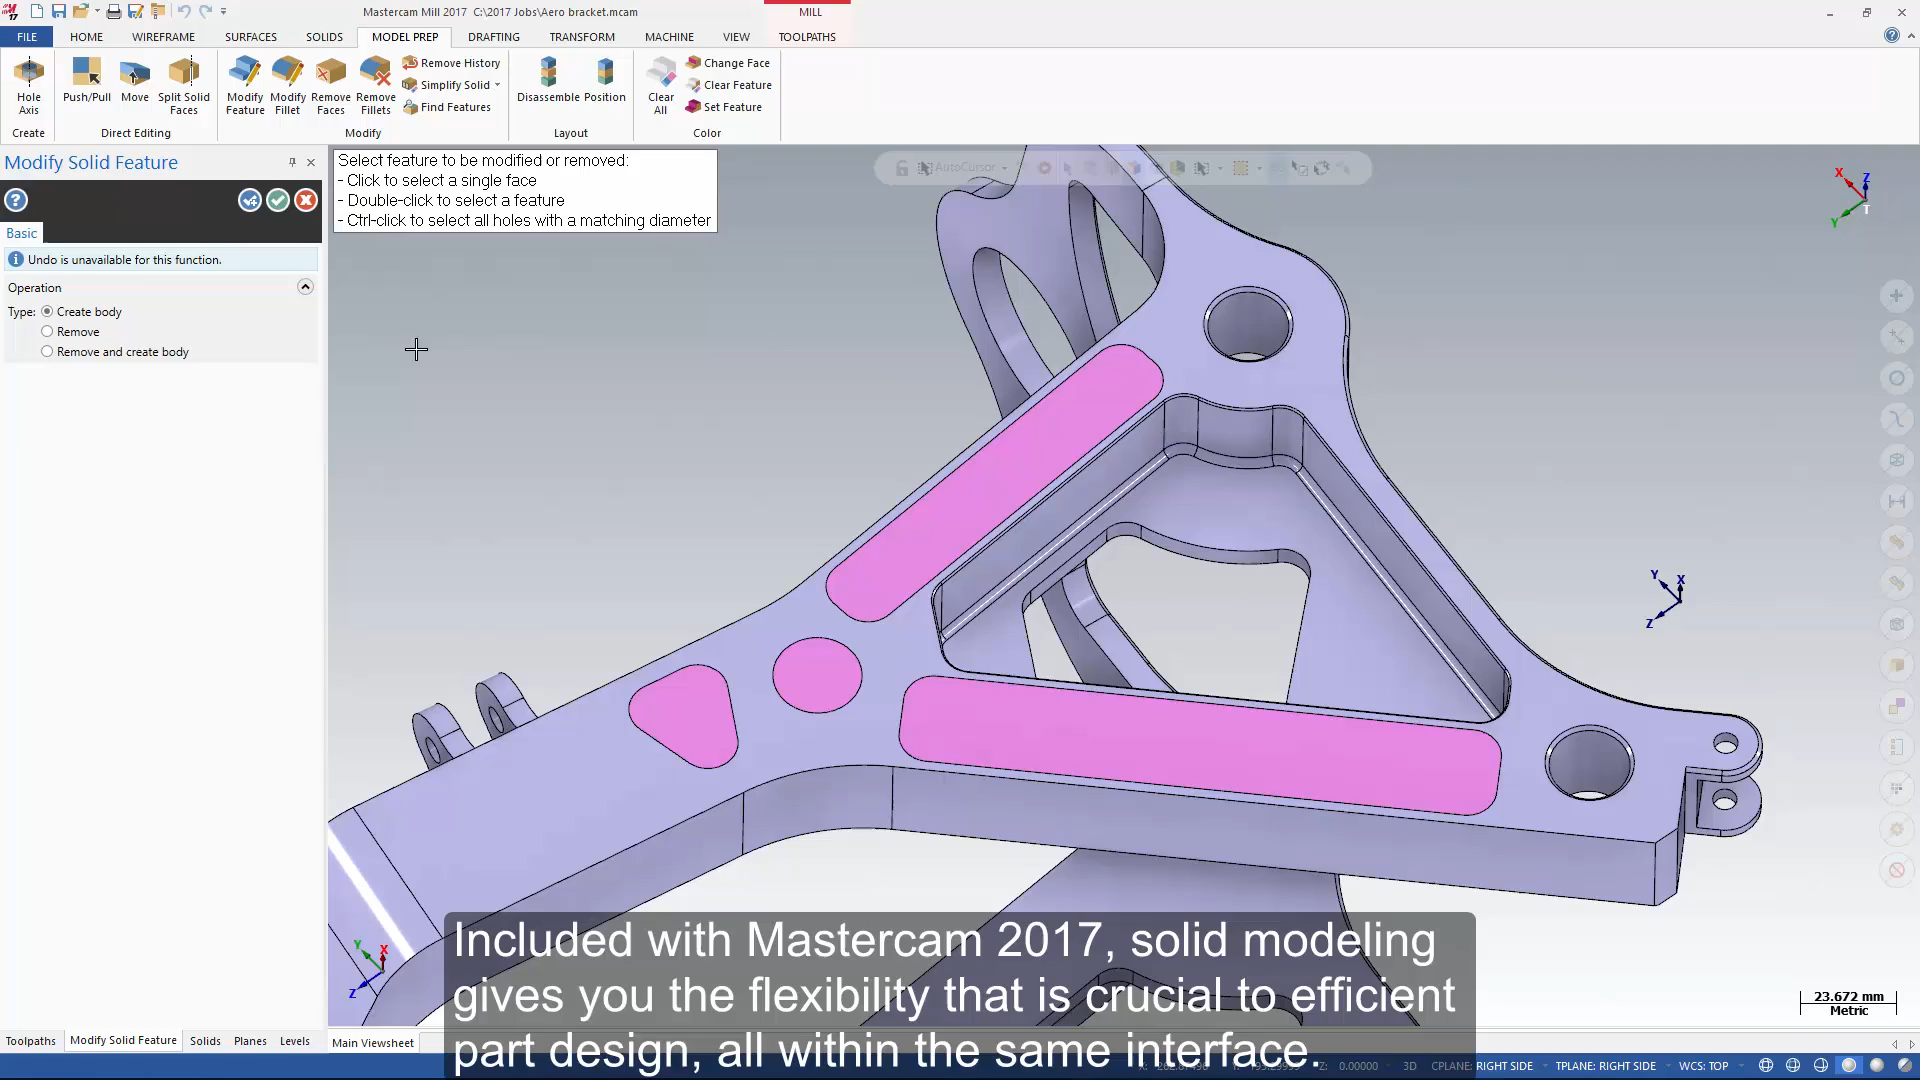 Mastercam Mill 2017 C:\2017 Jobs\Aero bracket.mcam
MILL
FILE HOME WIREFRAME SURFACES SOLIDS MODEL PREP DRAFTING TRANSFORM MACHINE VIEW TOOLPATHS
Hole Axis
Create
Push/Pull Move Split Solid Faces
Direct Editing
Modify Feature Modify Fillet Remove Faces Remove Fillets
Remove History
Simplify Solid
Find Features
Modify
Disassemble Position
Layout
Clear All
Change Face
Clear Feature
Set Feature
Color
Modify Solid Feature
Basic
Undo is unavailable for this function.
Operation
Type: Create body
Remove
Remove and create body
Select feature to be modified or removed:
- Click to select a single face
- Double-click to select a feature
- Ctrl-click to select all holes with a matching diameter
AutoCursor
X Z
Y T
Y X
Z
Y X
Z
23.672 mm
Metric
Included with Mastercam 2017, solid modeling
gives you the flexibility that is crucial to efficient
part design, all within the same interface.
Toolpaths Modify Solid Feature Solids Planes Levels
Main Viewsheet
Z: 0.00000 3D CPLANE: RIGHT SIDE TPLANE: RIGHT SIDE WCS: TOP